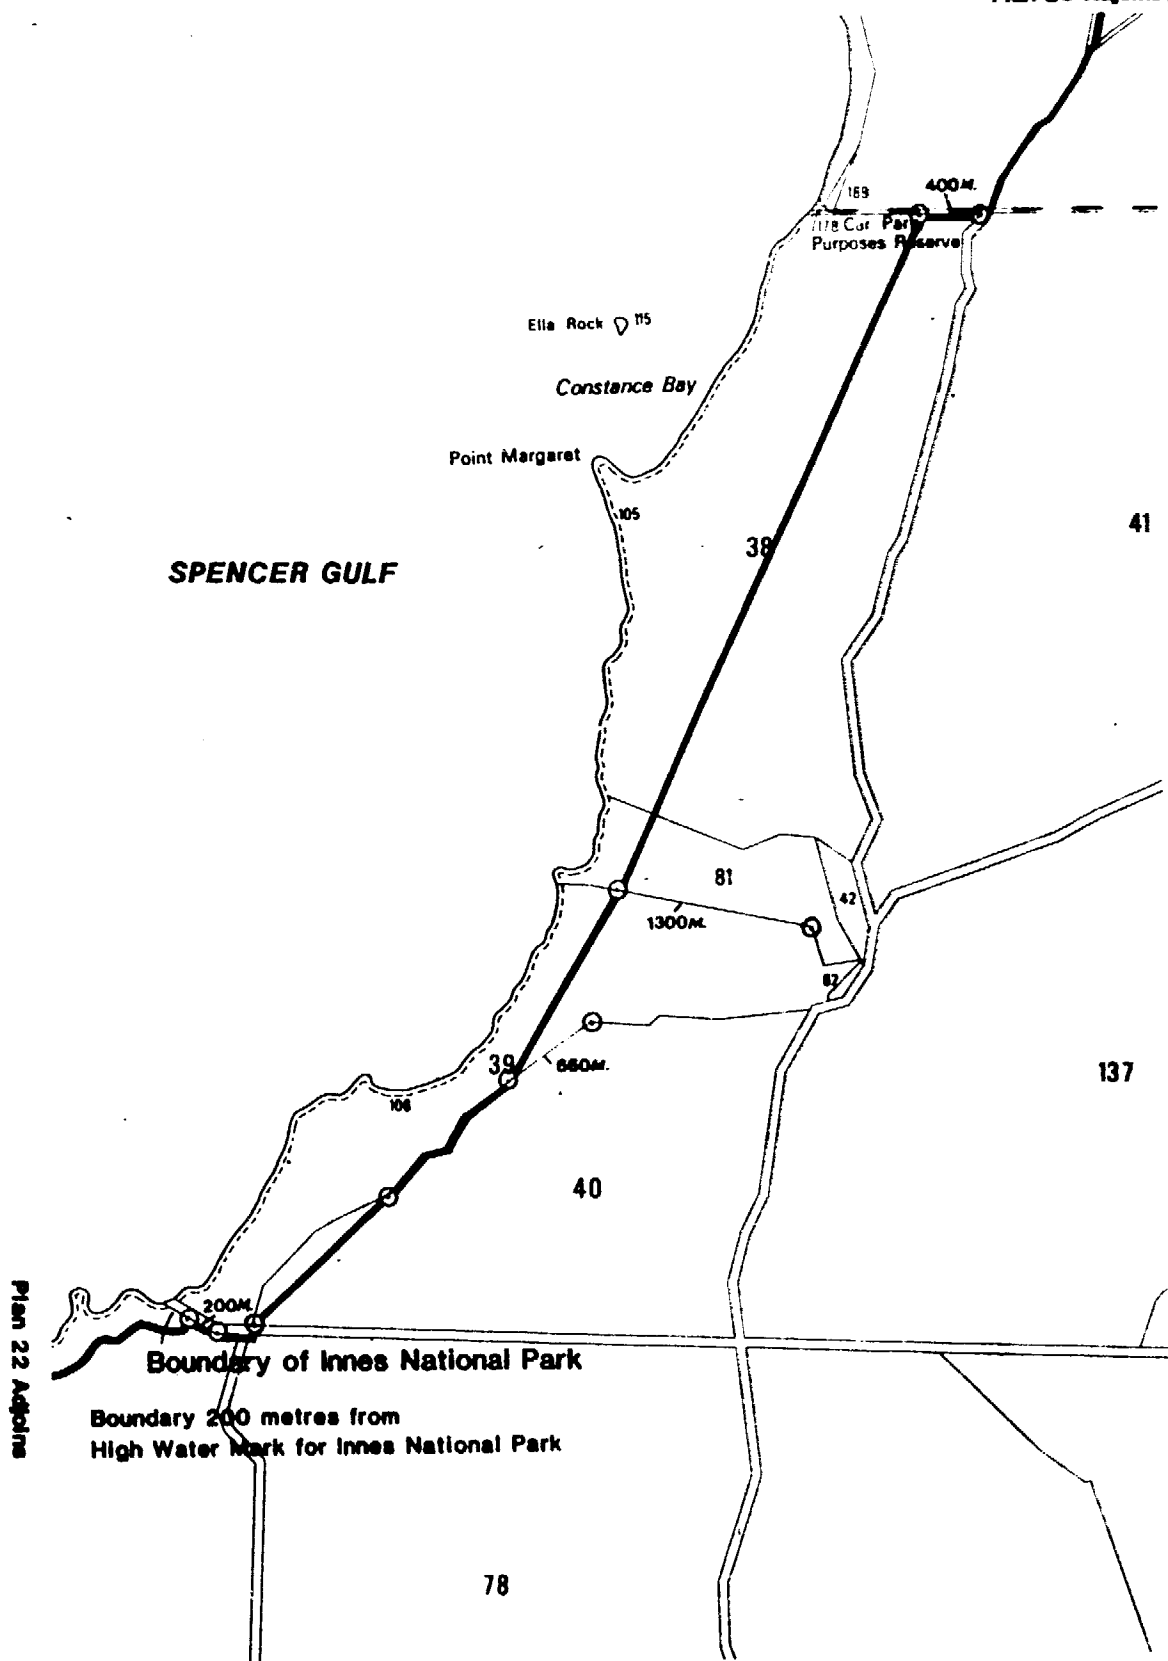 169
400M.
178 Car Park
Purposes Reserve
Ella Rock 115
Constance Bay
Point Margaret
105
41
38
SPENCER GULF
81
42
1300M.
82
39
660M.
137
106
40
200M.
Plan 22 Adjoins
Boundary of Innes National Park
Boundary 200 metres from
High Water Mark for Innes National Park
78